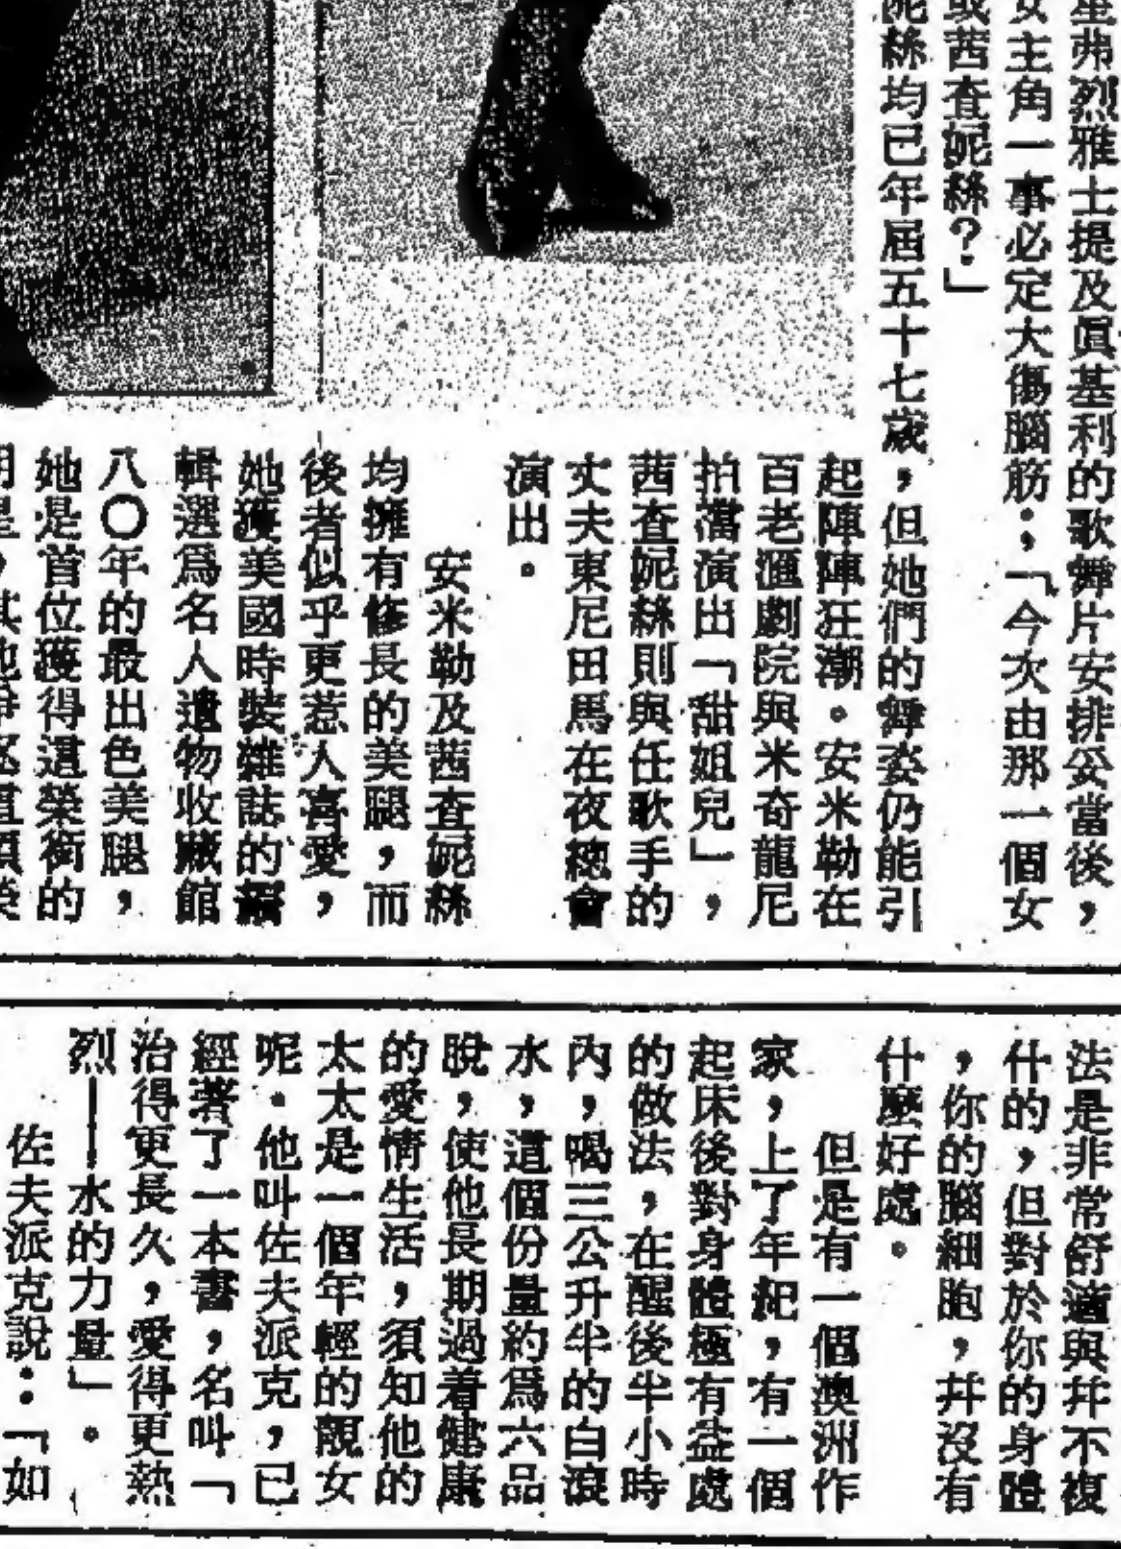 里弗烈雅士提及眞基利的歌舞片安排妥當後，
女主角一事必定大傷腦筋；「今次由那一個女
或茜查妮絲？」
妮絲均已年屆五十七歲，但她們的舞姿仍能引
起陣陣狂潮。安米勒在
百老滙劇院與米奇龍尼
拍檔演出「甜姐兒」，
茜查妮絲則與任歌手的
丈夫東尼田馬在夜總會
演出。
安米勒及茜查妮絲
均擁有修長的美腿，而
後者似乎更惹人喜愛，
她獲美國時裝雜誌的編
輯選爲名人遺物收藏館
八〇年的最出色美腿，
她是首位獲得這榮銜的
明星，其他
法是非常舒適與幷不複
什的，但對於你的身體
，你的腦細胞，幷沒有
什麼好處。
但是有一個澳洲作
家，上了年紀，有一個
起床後對身體極有益處
的做法，在醒後半小時
內，喝三公升半的白滾
水，這個份量約爲六品
脫，使他長期過着健康
的愛情生活，須知他的
太太是一個年輕的靚女
呢．他叫佐夫派克，已
經著了一本書，名叫「
治得更長久，愛得更熱
烈——水的力量」。
佐夫派克說：「如